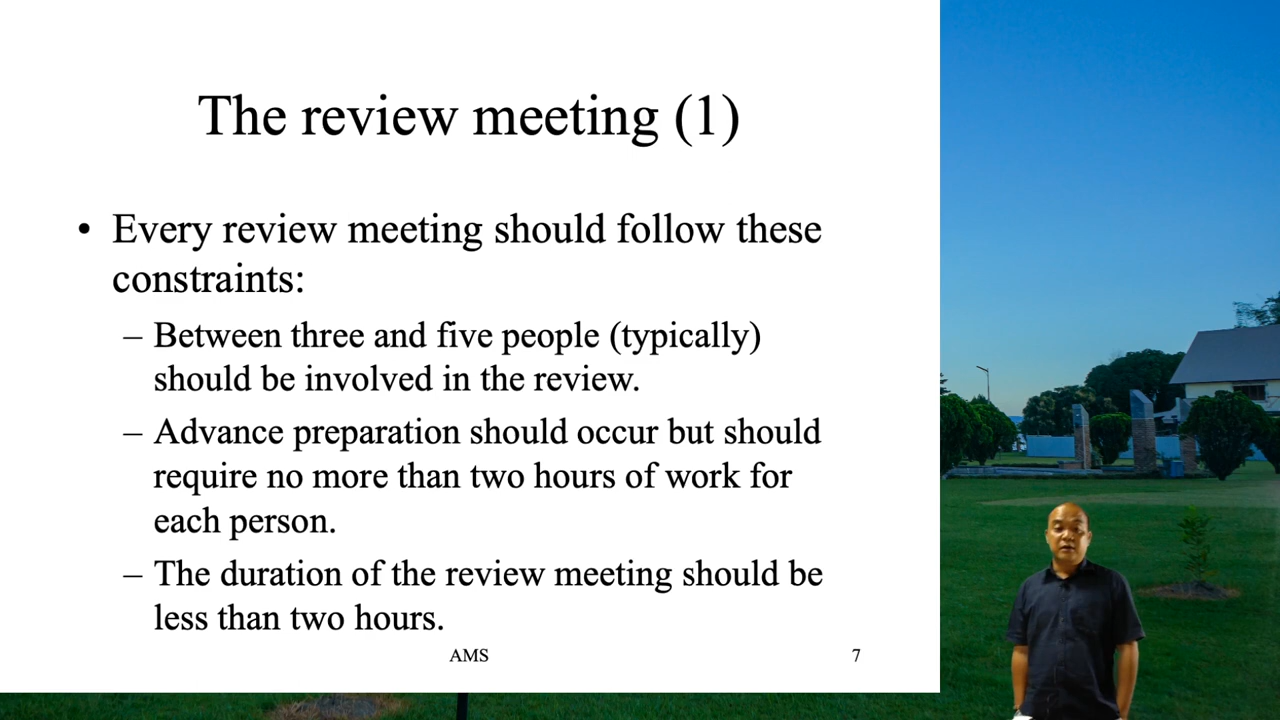 The review meeting (1)
• Every review meeting should follow these
constraints:
– Between three and five people (typically)
should be involved in the review.
– Advance preparation should occur but should
require no more than two hours of work for
each person.
– The duration of the review meeting should be
less than two hours.
AMS
7